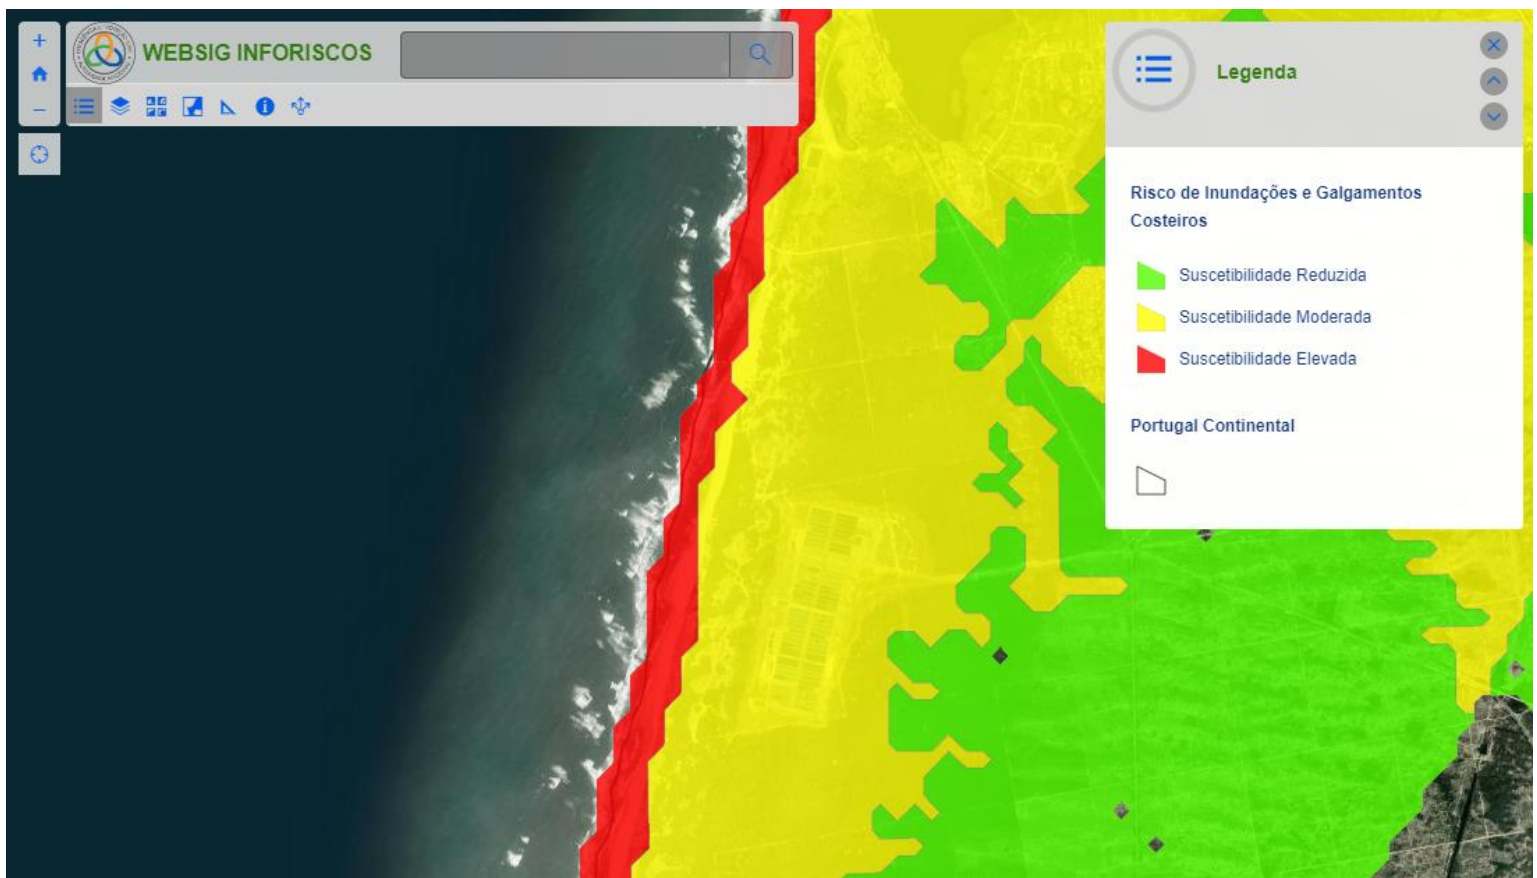 WEBSIG INFORISCOS
Legenda
Risco de Inundações e Galgamentos
Costeiros
Suscetibilidade Reduzida
Suscetibilidade Moderada
Suscetibilidade Elevada
Portugal Continental